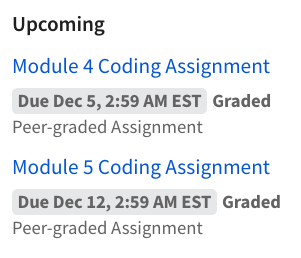 Upcoming
Module 4 Coding Assignment
Due Dec 5, 2:59 AM EST Graded
Peer-graded Assignment
Module 5 Coding Assignment
Due Dec 12, 2:59 AM EST Graded
Peer-graded Assignment